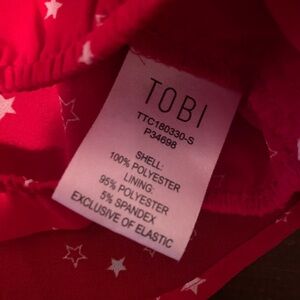 TOBI
TTC180330-S
P34698
SHELL:
100% POLYESTER
LINING:
95% POLYESTER
5% SPANDEX
EXCLUSIVE OF ELASTIC